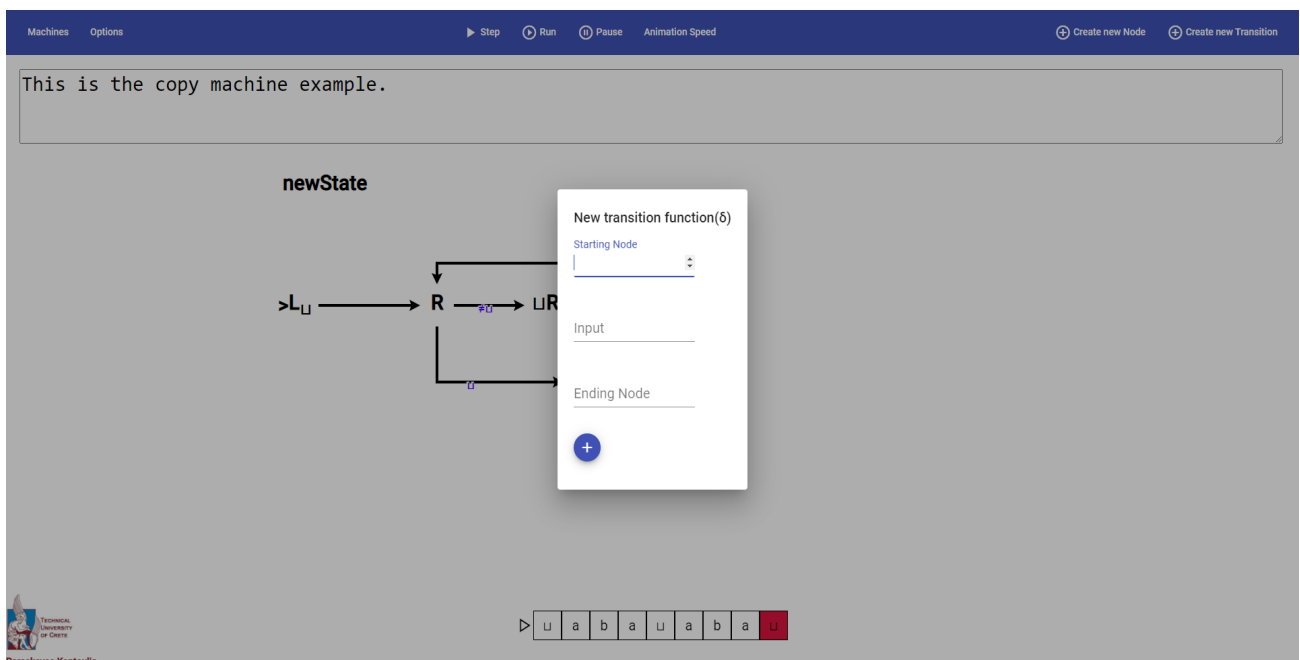 Machines Options Step Run Pause Animation Speed Create new Node Create new Transition
This is the copy machine example.
newState
New transition function(δ)
Starting Node
>L⊔ R ≠⊔ ⊔R
Input
⊔
Ending Node
+
TECHNICAL
UNIVERSITY
OF CRETE
⊔ a b a ⊔ a b a ⊔